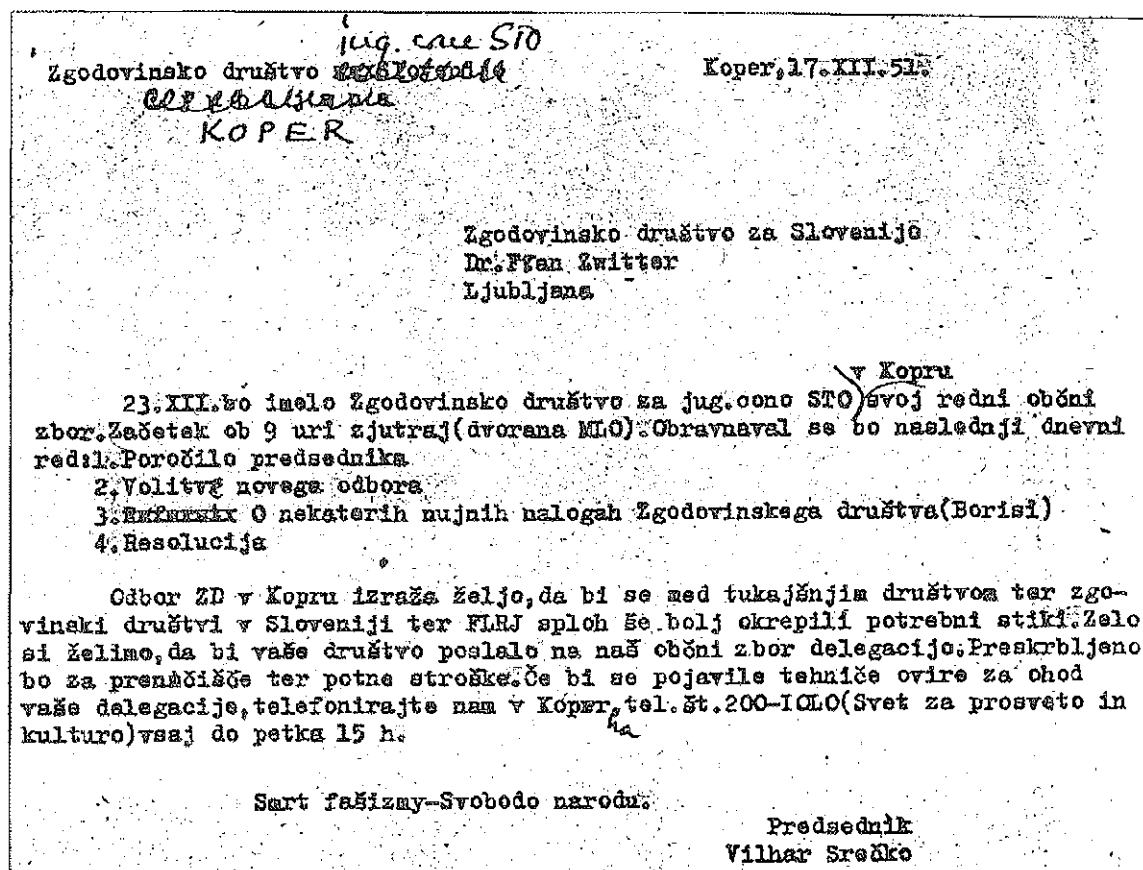 jug. cone STO
Zgodovinsko društvo
KOPER
Koper,17.XII.51.
Zgodovinsko društvo za Slovenijo
Dr.Fran Zwitter
Ljubljana
v Kopru
23.XII.bo imelo Zgodovinsko društvo za jug.cono STO)svoj redni občni
zbor.Začetek ob 9 uri zjutraj(dvorana MLO).Obravnaval se bo naslednji dnevni
red:1.Poročilo predsednika
2.Volitve novega odbora
3. O nekaterih nujnih nalogah Zgodovinskega društva(Borisi)
4.Resolucija
Odbor ZD v Kopru izraža željo,da bi se med tukajšnjim društvom ter zgo-
vinski društvi v Sloveniji ter FLRJ sploh še bolj okrepili potrebni stiki.Zelo
si želimo,da bi vaše društvo poslalo na naš občni zbor delegacijo.Preskrbljeno
bo za prenočišče ter potne stroške.Če bi se pojavile tehniče ovire za ohod
vaše delegacije,telefonirajte nam v Koper,tel.št.200-IOLO(Svet za prosveto in
na
kulturo)vsaj do petka 15 h.
Smrt fašizmy-Svobodo narodu.
Predsednik
Vilhar Srečko